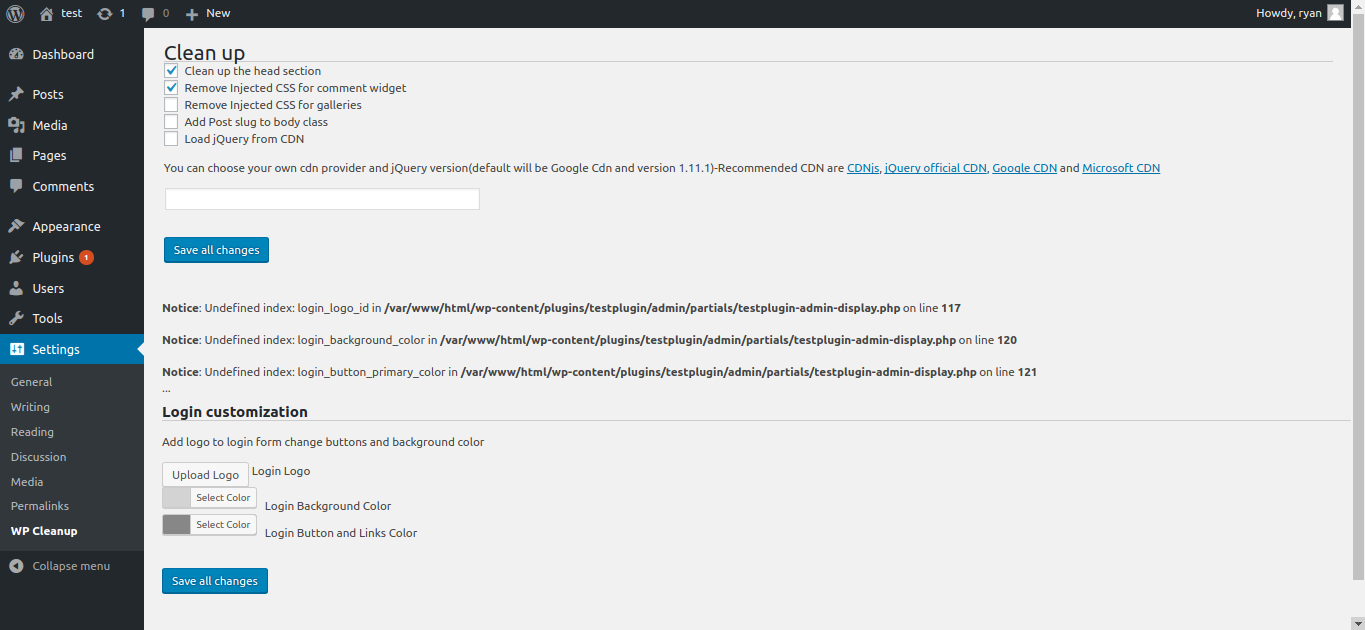 test 1 0 New Howdy, ryan
Dashboard
Posts
Media
Pages
Comments
Appearance
Plugins 1
Users
Tools
Settings
General
Writing
Reading
Discussion
Media
Permalinks
WP Cleanup
Collapse menu
Clean up
Clean up the head section
Remove Injected CSS for comment widget
Remove Injected CSS for galleries
Add Post slug to body class
Load jQuery from CDN
You can choose your own cdn provider and jQuery version(default will be Google Cdn and version 1.11.1)-Recommended CDN are CDNjs, jQuery official CDN, Google CDN and Microsoft CDN
Save all changes
Notice: Undefined index: login_logo_id in /var/www/html/wp-content/plugins/testplugin/admin/partials/testplugin-admin-display.php on line 117
Notice: Undefined index: login_background_color in /var/www/html/wp-content/plugins/testplugin/admin/partials/testplugin-admin-display.php on line 120
Notice: Undefined index: login_button_primary_color in /var/www/html/wp-content/plugins/testplugin/admin/partials/testplugin-admin-display.php on line 121
...
Login customization
Add logo to login form change buttons and background color
Upload Logo Login Logo
Select Color Login Background Color
Select Color Login Button and Links Color
Save all changes